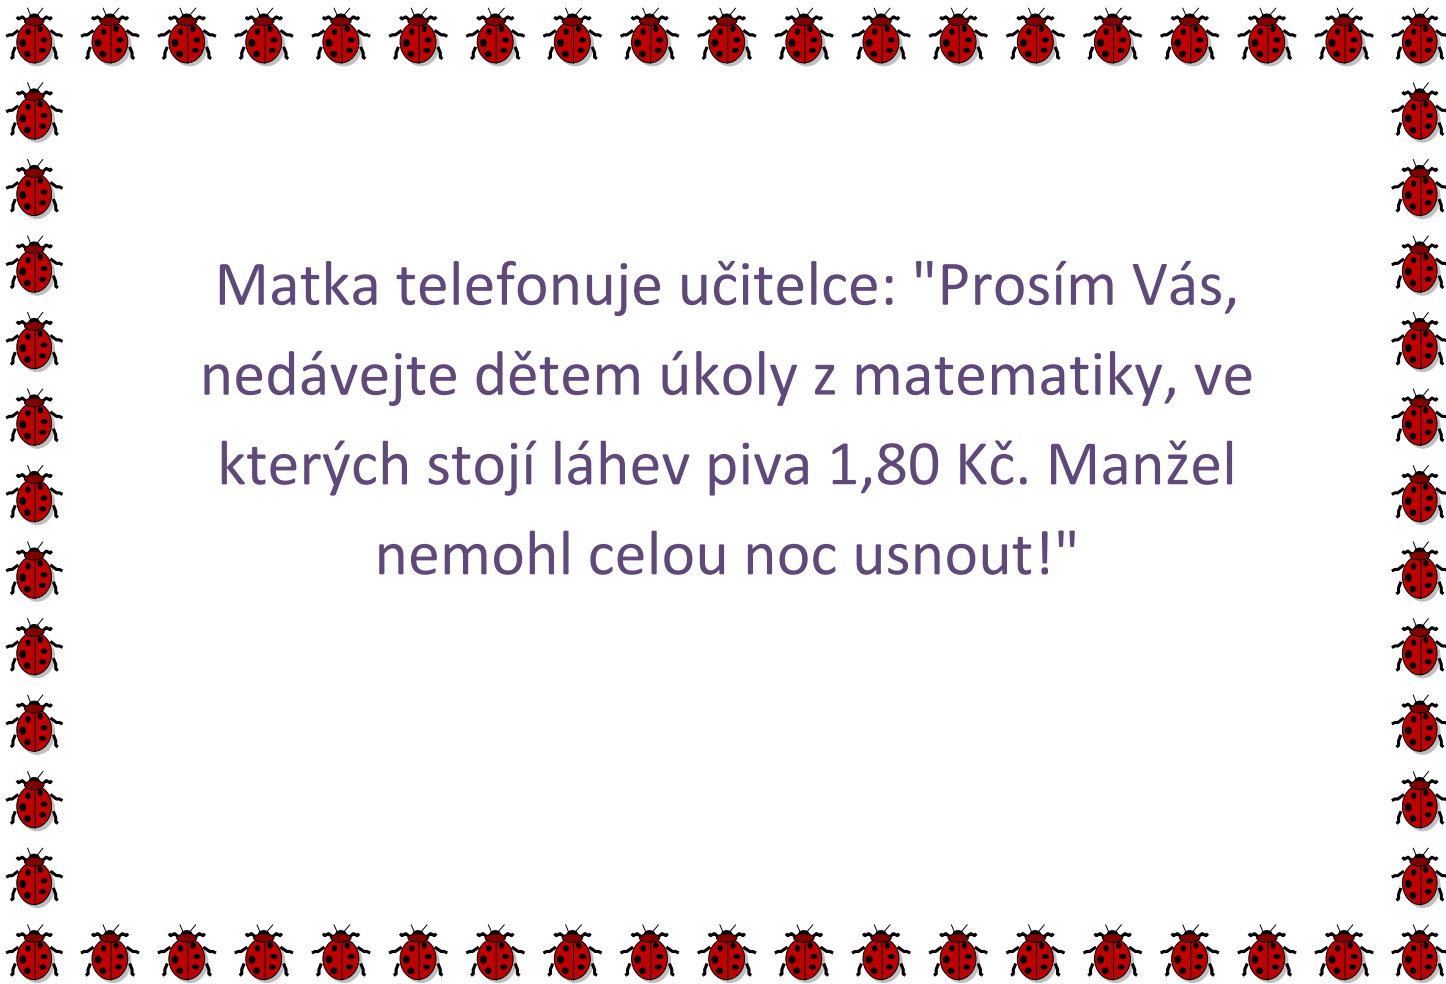 Matka telefonuje učitelce: "Prosím Vás,
nedávejte dětem úkoly z matematiky, ve
kterých stojí láhev piva 1,80 Kč. Manžel
nemohl celou noc usnout!"